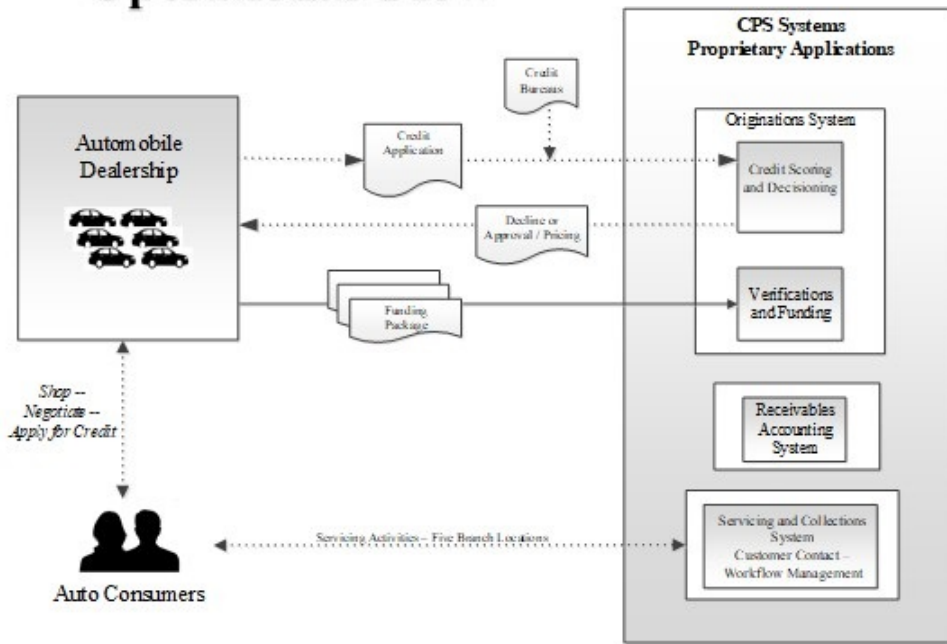 CPS Systems
Proprietary Applications
Credit
Bureaus
Automobile
Dealership
Credit
Application
Originations System
Credit Scoring
and Decisioning
Decline or
Approval / Pricing
Funding
Package
Verifications
and Funding
Shop --
Negotiate --
Apply for Credit
Receivables
Accounting
System
Servicing Activities – Five Branch Locations
Servicing and Collections
System
Customer Contact –
Workflow Management
Auto Consumers